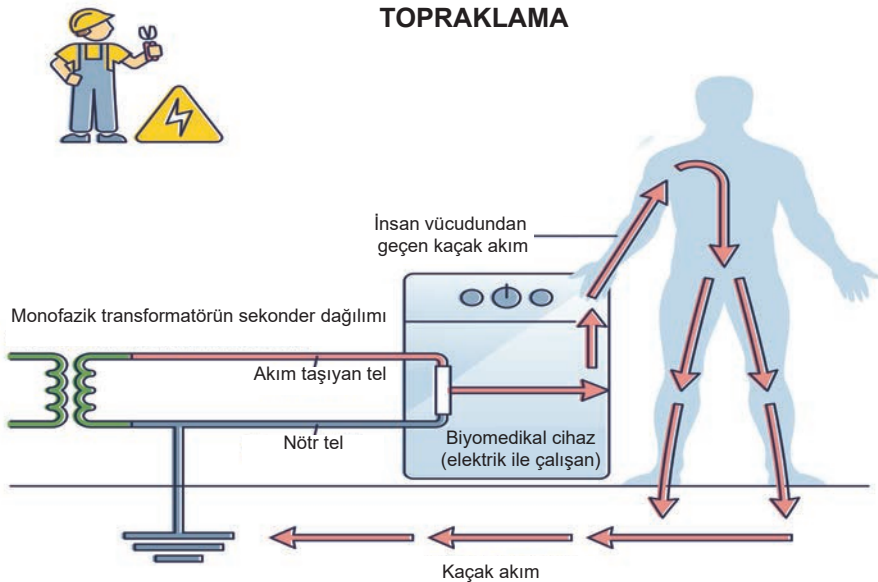 TOPRAKLAMA
İnsan vücudundan
geçen kaçak akım
Monofazik transformatörün sekonder dağılımı
Akım taşıyan tel
Nötr tel
Biyomedikal cihaz
(elektrik ile çalışan)
Kaçak akım